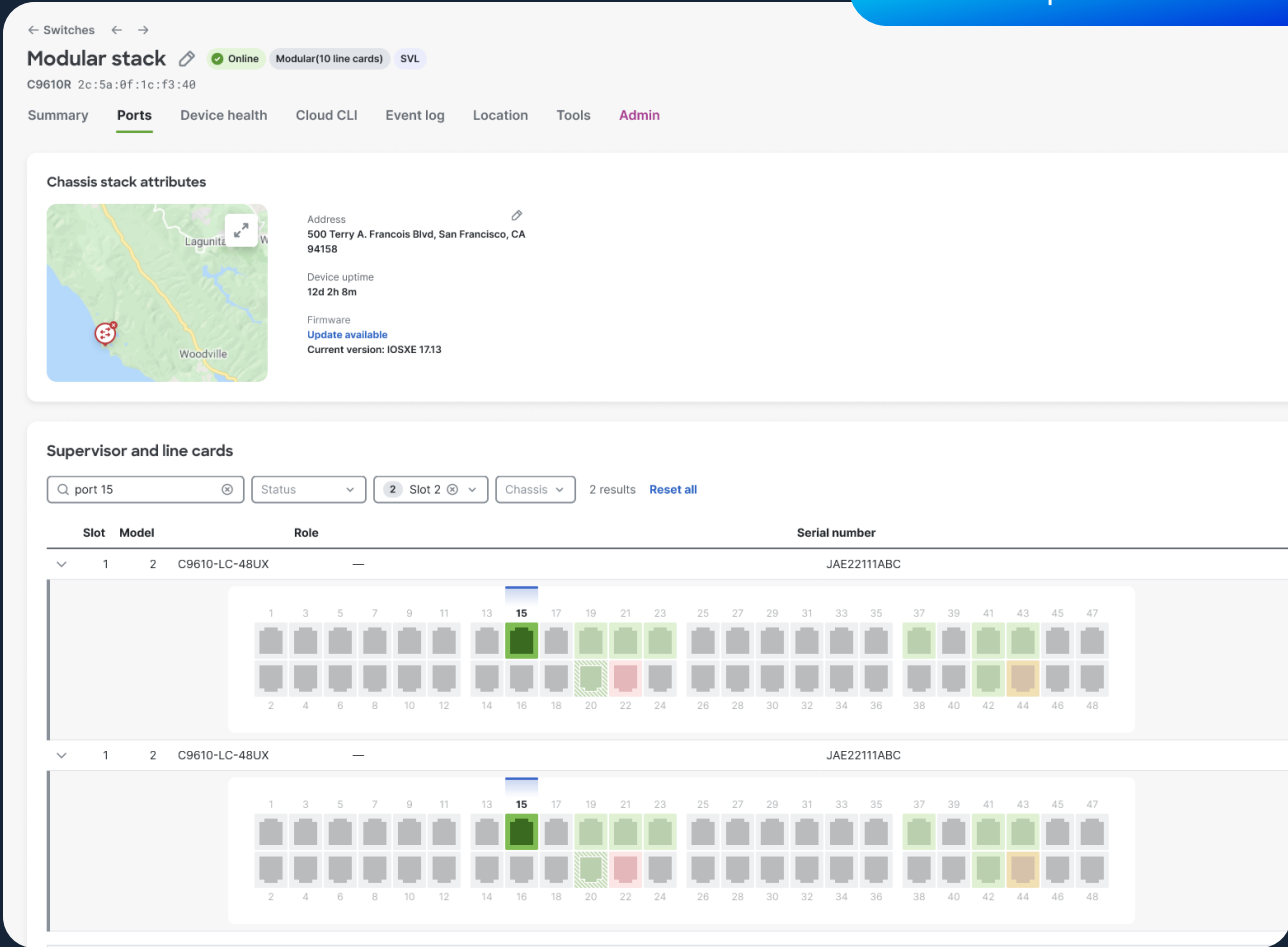 Switches
Modular stack Online Modular(10 line cards) SVL
C9610R 2c:5a:0f:1c:f3:40
Summary Ports Device health Cloud CLI Event log Location Tools Admin
Chassis stack attributes
Woodville
Address
500 Terry A. Francois Blvd, San Francisco, CA
94158
Device uptime
12d 2h 8m
Firmware
Update available
Current version: IOSXE 17.13
Supervisor and line cards
port 15 Status 2 Slot 2 Chassis 2 results Reset all
Slot Model Role Serial number
1 2 C9610-LC-48UX — JAE22111ABC
1 3 5 7 9 11 13 15 17 19 21 23 25 27 29 31 33 35 37 39 41 43 45 47
2 4 6 8 10 12 14 16 18 20 22 24 26 28 30 32 34 36 38 40 42 44 46 48
1 2 C9610-LC-48UX — JAE22111ABC
1 3 5 7 9 11 13 15 17 19 21 23 25 27 29 31 33 35 37 39 41 43 45 47
2 4 6 8 10 12 14 16 18 20 22 24 26 28 30 32 34 36 38 40 42 44 46 48